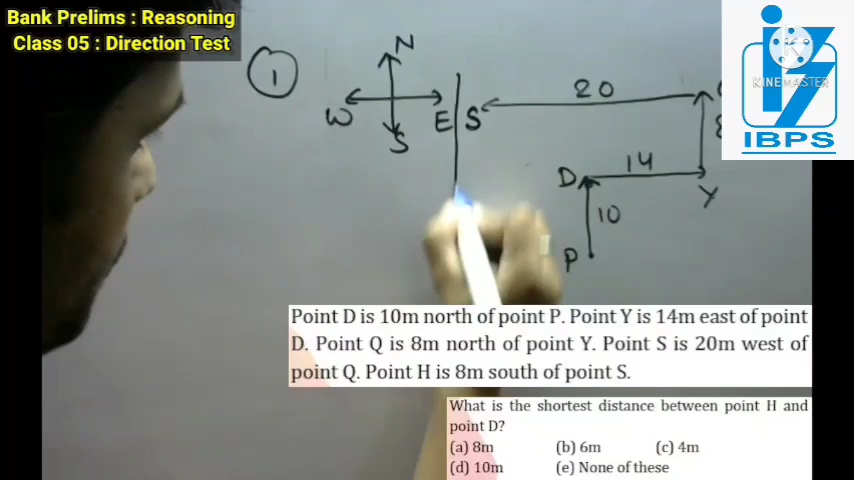 Bank Prelims : Reasoning
Class 05 : Direction Test
1
N
W
E
S
S
20
D
14
Y
10
P
KINEMASTER
IBPS
Point D is 10m north of point P. Point Y is 14m east of point
D. Point Q is 8m north of point Y. Point S is 20m west of
point Q. Point H is 8m south of point S.
What is the shortest distance between point H and
point D?
(a) 8m (b) 6m (c) 4m
(d) 10m (e) None of these